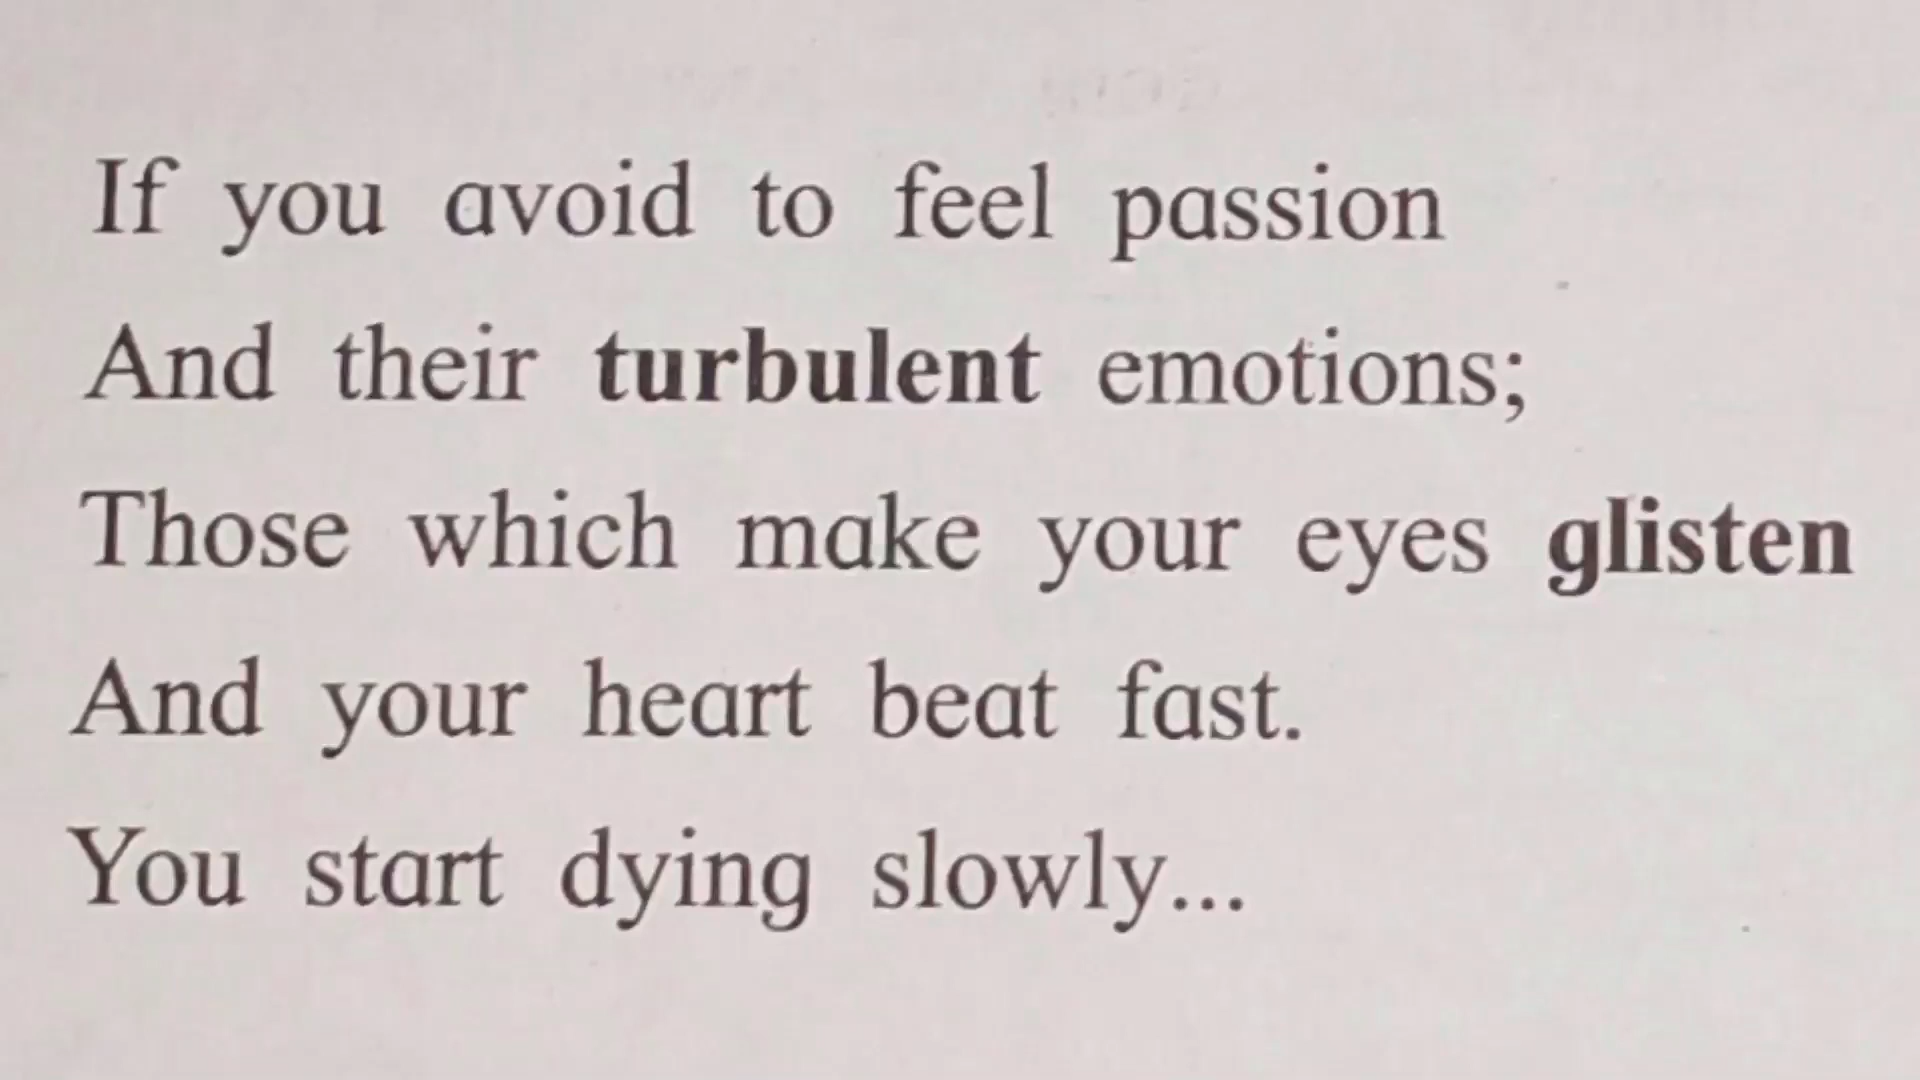 If you avoid to feel passion
And their turbulent emotions;
Those which make your eyes glisten
And your heart beat fast.
You start dying slowly...